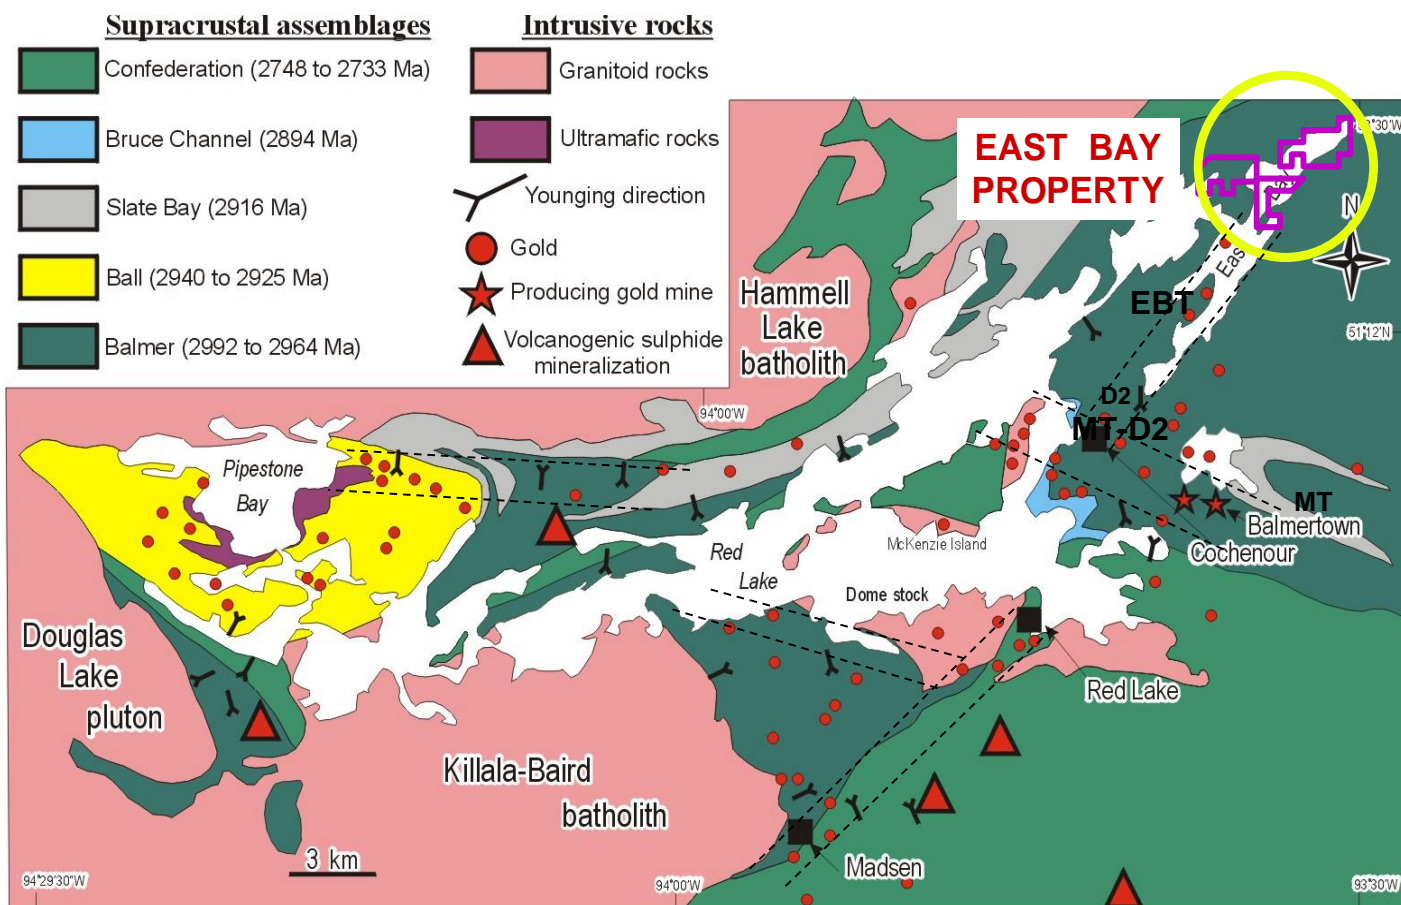 Supracrustal assemblages
Confederation (2748 to 2733 Ma)
Bruce Channel (2894 Ma)
Slate Bay (2916 Ma)
Ball (2940 to 2925 Ma)
Balmer (2992 to 2964 Ma)
Intrusive rocks
Granitoid rocks
Ultramafic rocks
Younging direction
Gold
Producing gold mine
Volcanogenic sulphide
mineralization
EAST BAY
PROPERTY
N
Bay
East
51°12'N
Hammell
Lake
batholith
EBT
D2
MT-D2
94°00'W
Pipestone
Bay
MT
Balmertown
Cochenour
McKenzie Island
Red
Lake
Dome stock
Douglas
Lake
pluton
Red Lake
Killala-Baird
batholith
3 km
Madsen
94°29'30"W
94°00'W
93°30'W